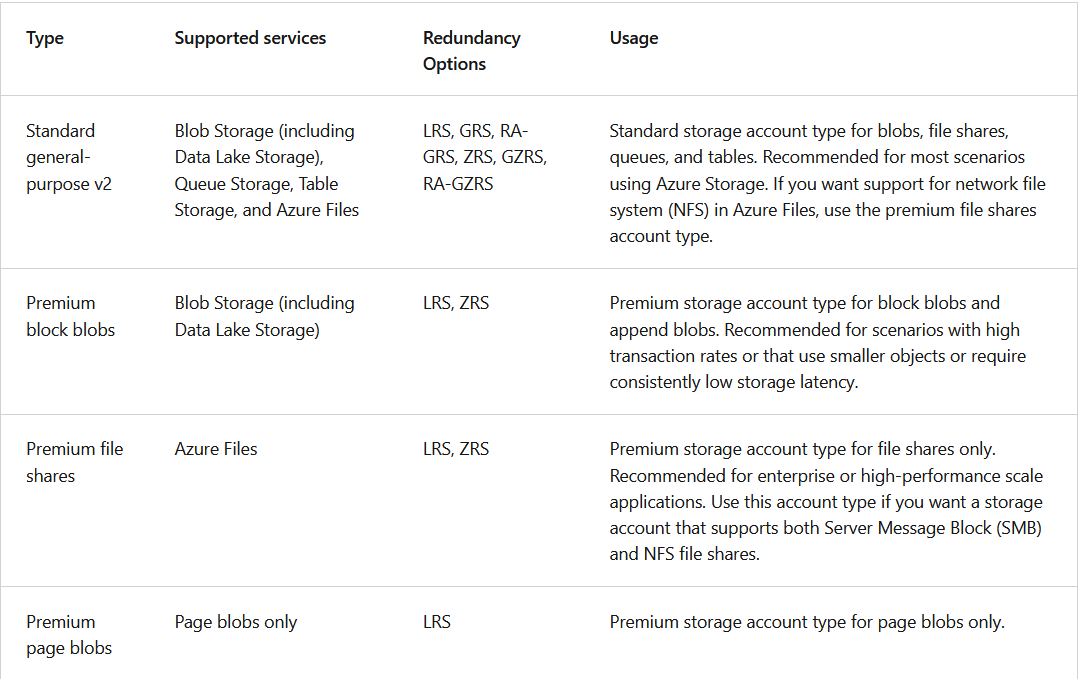 Type
Supported services
Redundancy
Options
Usage
Standard
general-
purpose v2
Blob Storage (including
Data Lake Storage),
Queue Storage, Table
Storage, and Azure Files
LRS, GRS, RA-
GRS, ZRS, GZRS,
RA-GZRS
Standard storage account type for blobs, file shares,
queues, and tables. Recommended for most scenarios
using Azure Storage. If you want support for network file
system (NFS) in Azure Files, use the premium file shares
account type.
Premium
block blobs
Blob Storage (including
Data Lake Storage)
LRS, ZRS
Premium storage account type for block blobs and
append blobs. Recommended for scenarios with high
transaction rates or that use smaller objects or require
consistently low storage latency.
Premium file
shares
Azure Files
LRS, ZRS
Premium storage account type for file shares only.
Recommended for enterprise or high-performance scale
applications. Use this account type if you want a storage
account that supports both Server Message Block (SMB)
and NFS file shares.
Premium
page blobs
Page blobs only
LRS
Premium storage account type for page blobs only.